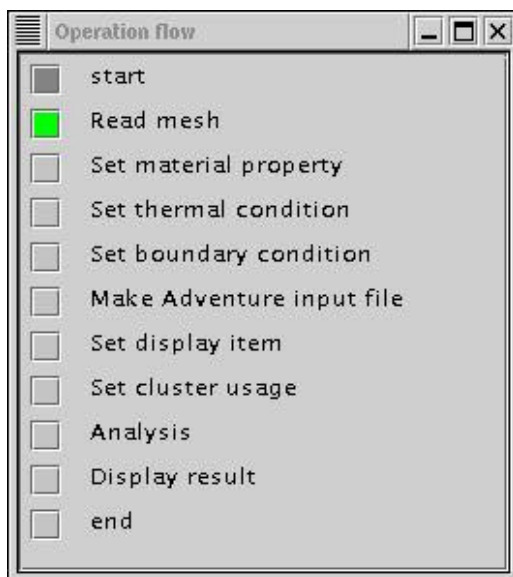 Operation flow
start
Read mesh
Set material property
Set thermal condition
Set boundary condition
Make Adventure input file
Set display item
Set cluster usage
Analysis
Display result
end